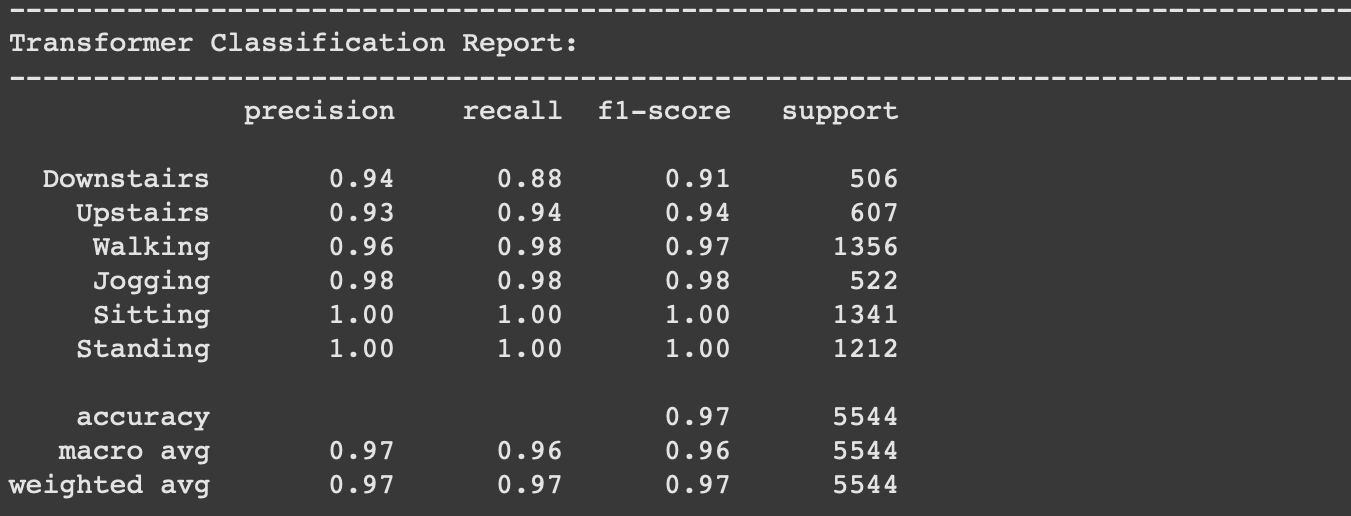 --------------------------------------------------------------------------------
Transformer Classification Report:
--------------------------------------------------------------------------------
              precision    recall  f1-score   support

  Downstairs       0.94      0.88      0.91       506
    Upstairs       0.93      0.94      0.94       607
     Walking       0.96      0.98      0.97      1356
     Jogging       0.98      0.98      0.98       522
     Sitting       1.00      1.00      1.00      1341
    Standing       1.00      1.00      1.00      1212

    accuracy                           0.97      5544
   macro avg       0.97      0.96      0.96      5544
weighted avg       0.97      0.97      0.97      5544